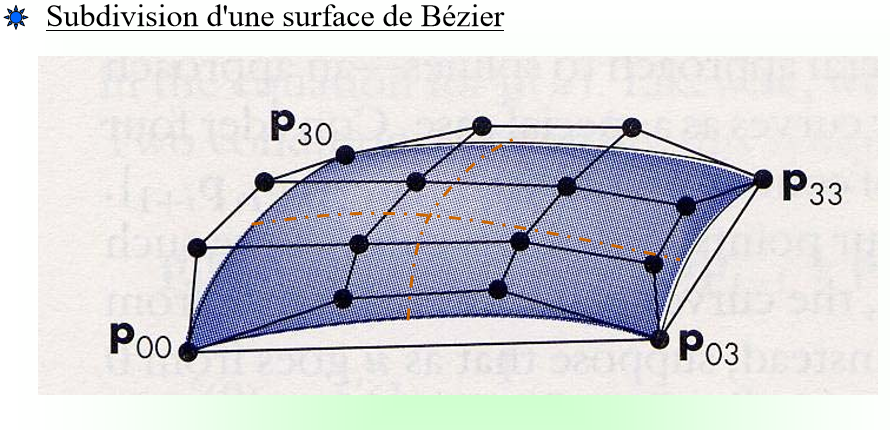 Subdivision d'une surface de Bézier
p30
p33
p00
p03